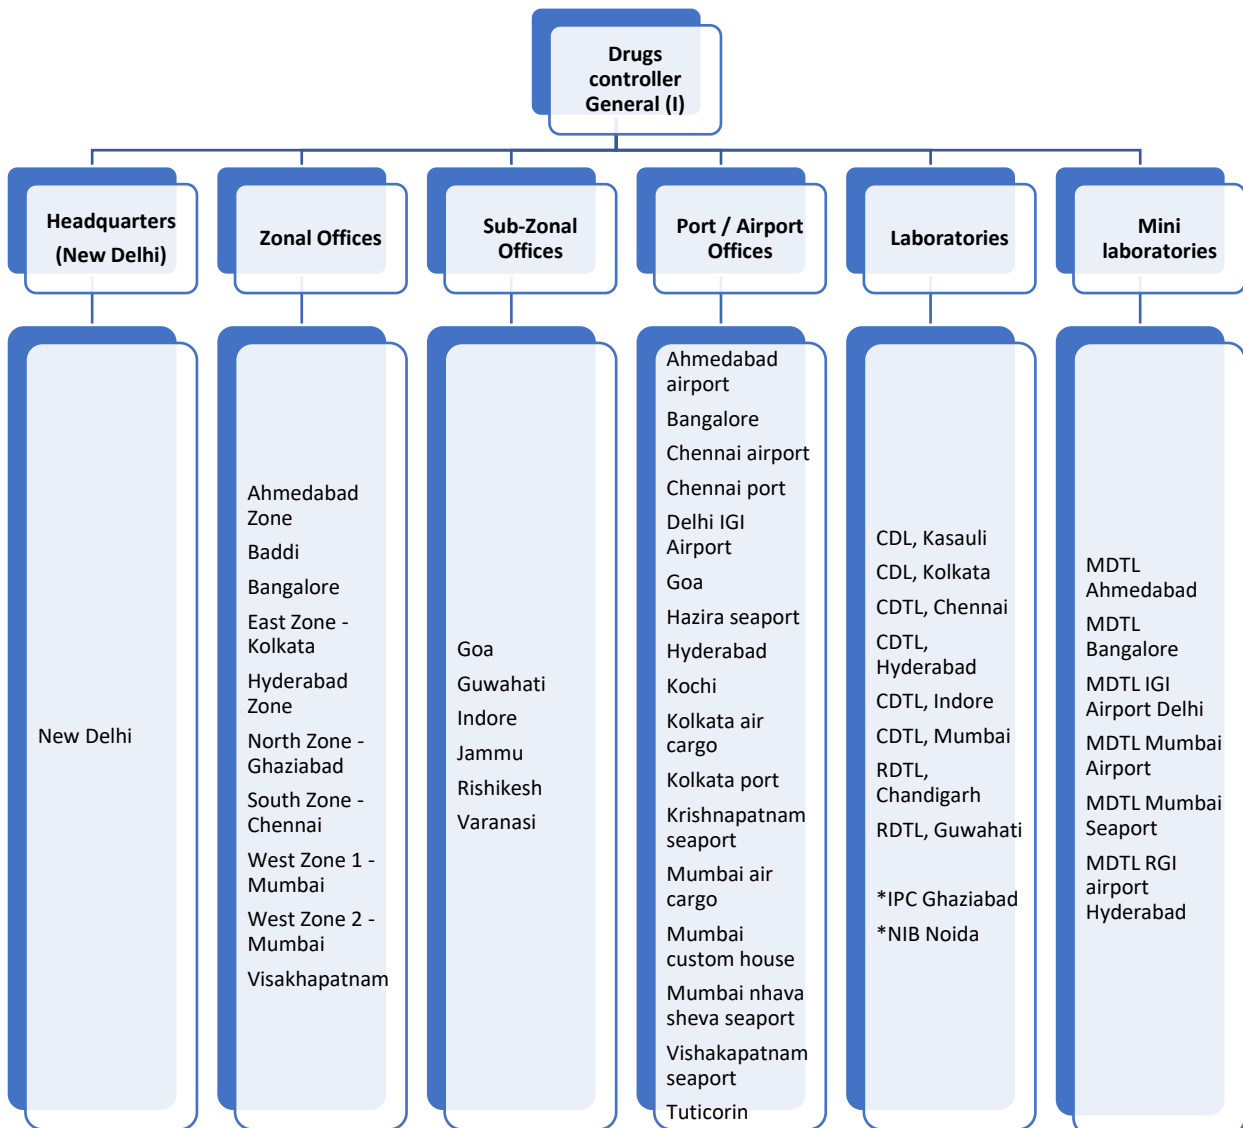 Drugs
controller
General (I)
Headquarters
(New Delhi)
Zonal Offices
Sub-Zonal
Offices
Port / Airport
Offices
Laboratories
Mini
laboratories
New Delhi
Ahmedabad
Zone
Baddi
Bangalore
East Zone -
Kolkata
Hyderabad
Zone
North Zone -
Ghaziabad
South Zone -
Chennai
West Zone 1 -
Mumbai
West Zone 2 -
Mumbai
Visakhapatnam
Goa
Guwahati
Indore
Jammu
Rishikesh
Varanasi
Ahmedabad
airport
Bangalore
Chennai airport
Chennai port
Delhi IGI
Airport
Goa
Hazira seaport
Hyderabad
Kochi
Kolkata air
cargo
Kolkata port
Krishnapatnam
seaport
Mumbai air
cargo
Mumbai
custom house
Mumbai nhava
sheva seaport
Vishakapatnam
seaport
Tuticorin
CDL, Kasauli
CDL, Kolkata
CDTL, Chennai
CDTL,
Hyderabad
CDTL, Indore
CDTL, Mumbai
RDTL,
Chandigarh
RDTL, Guwahati
*IPC Ghaziabad
*NIB Noida
MDTL
Ahmedabad
MDTL
Bangalore
MDTL IGI
Airport Delhi
MDTL Mumbai
Airport
MDTL Mumbai
Seaport
MDTL RGI
airport
Hyderabad